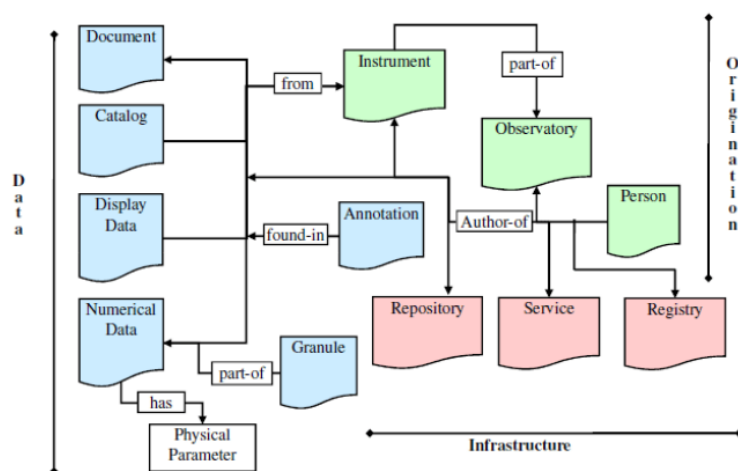 Document
Instrument
part-of
from
Catalog
Observatory
Origination
Data
Display
Data
Annotation
Person
found-in
Author-of
Numerical
Data
Repository
Service
Registry
Granule
part-of
has
Physical
Parameter
Infrastructure